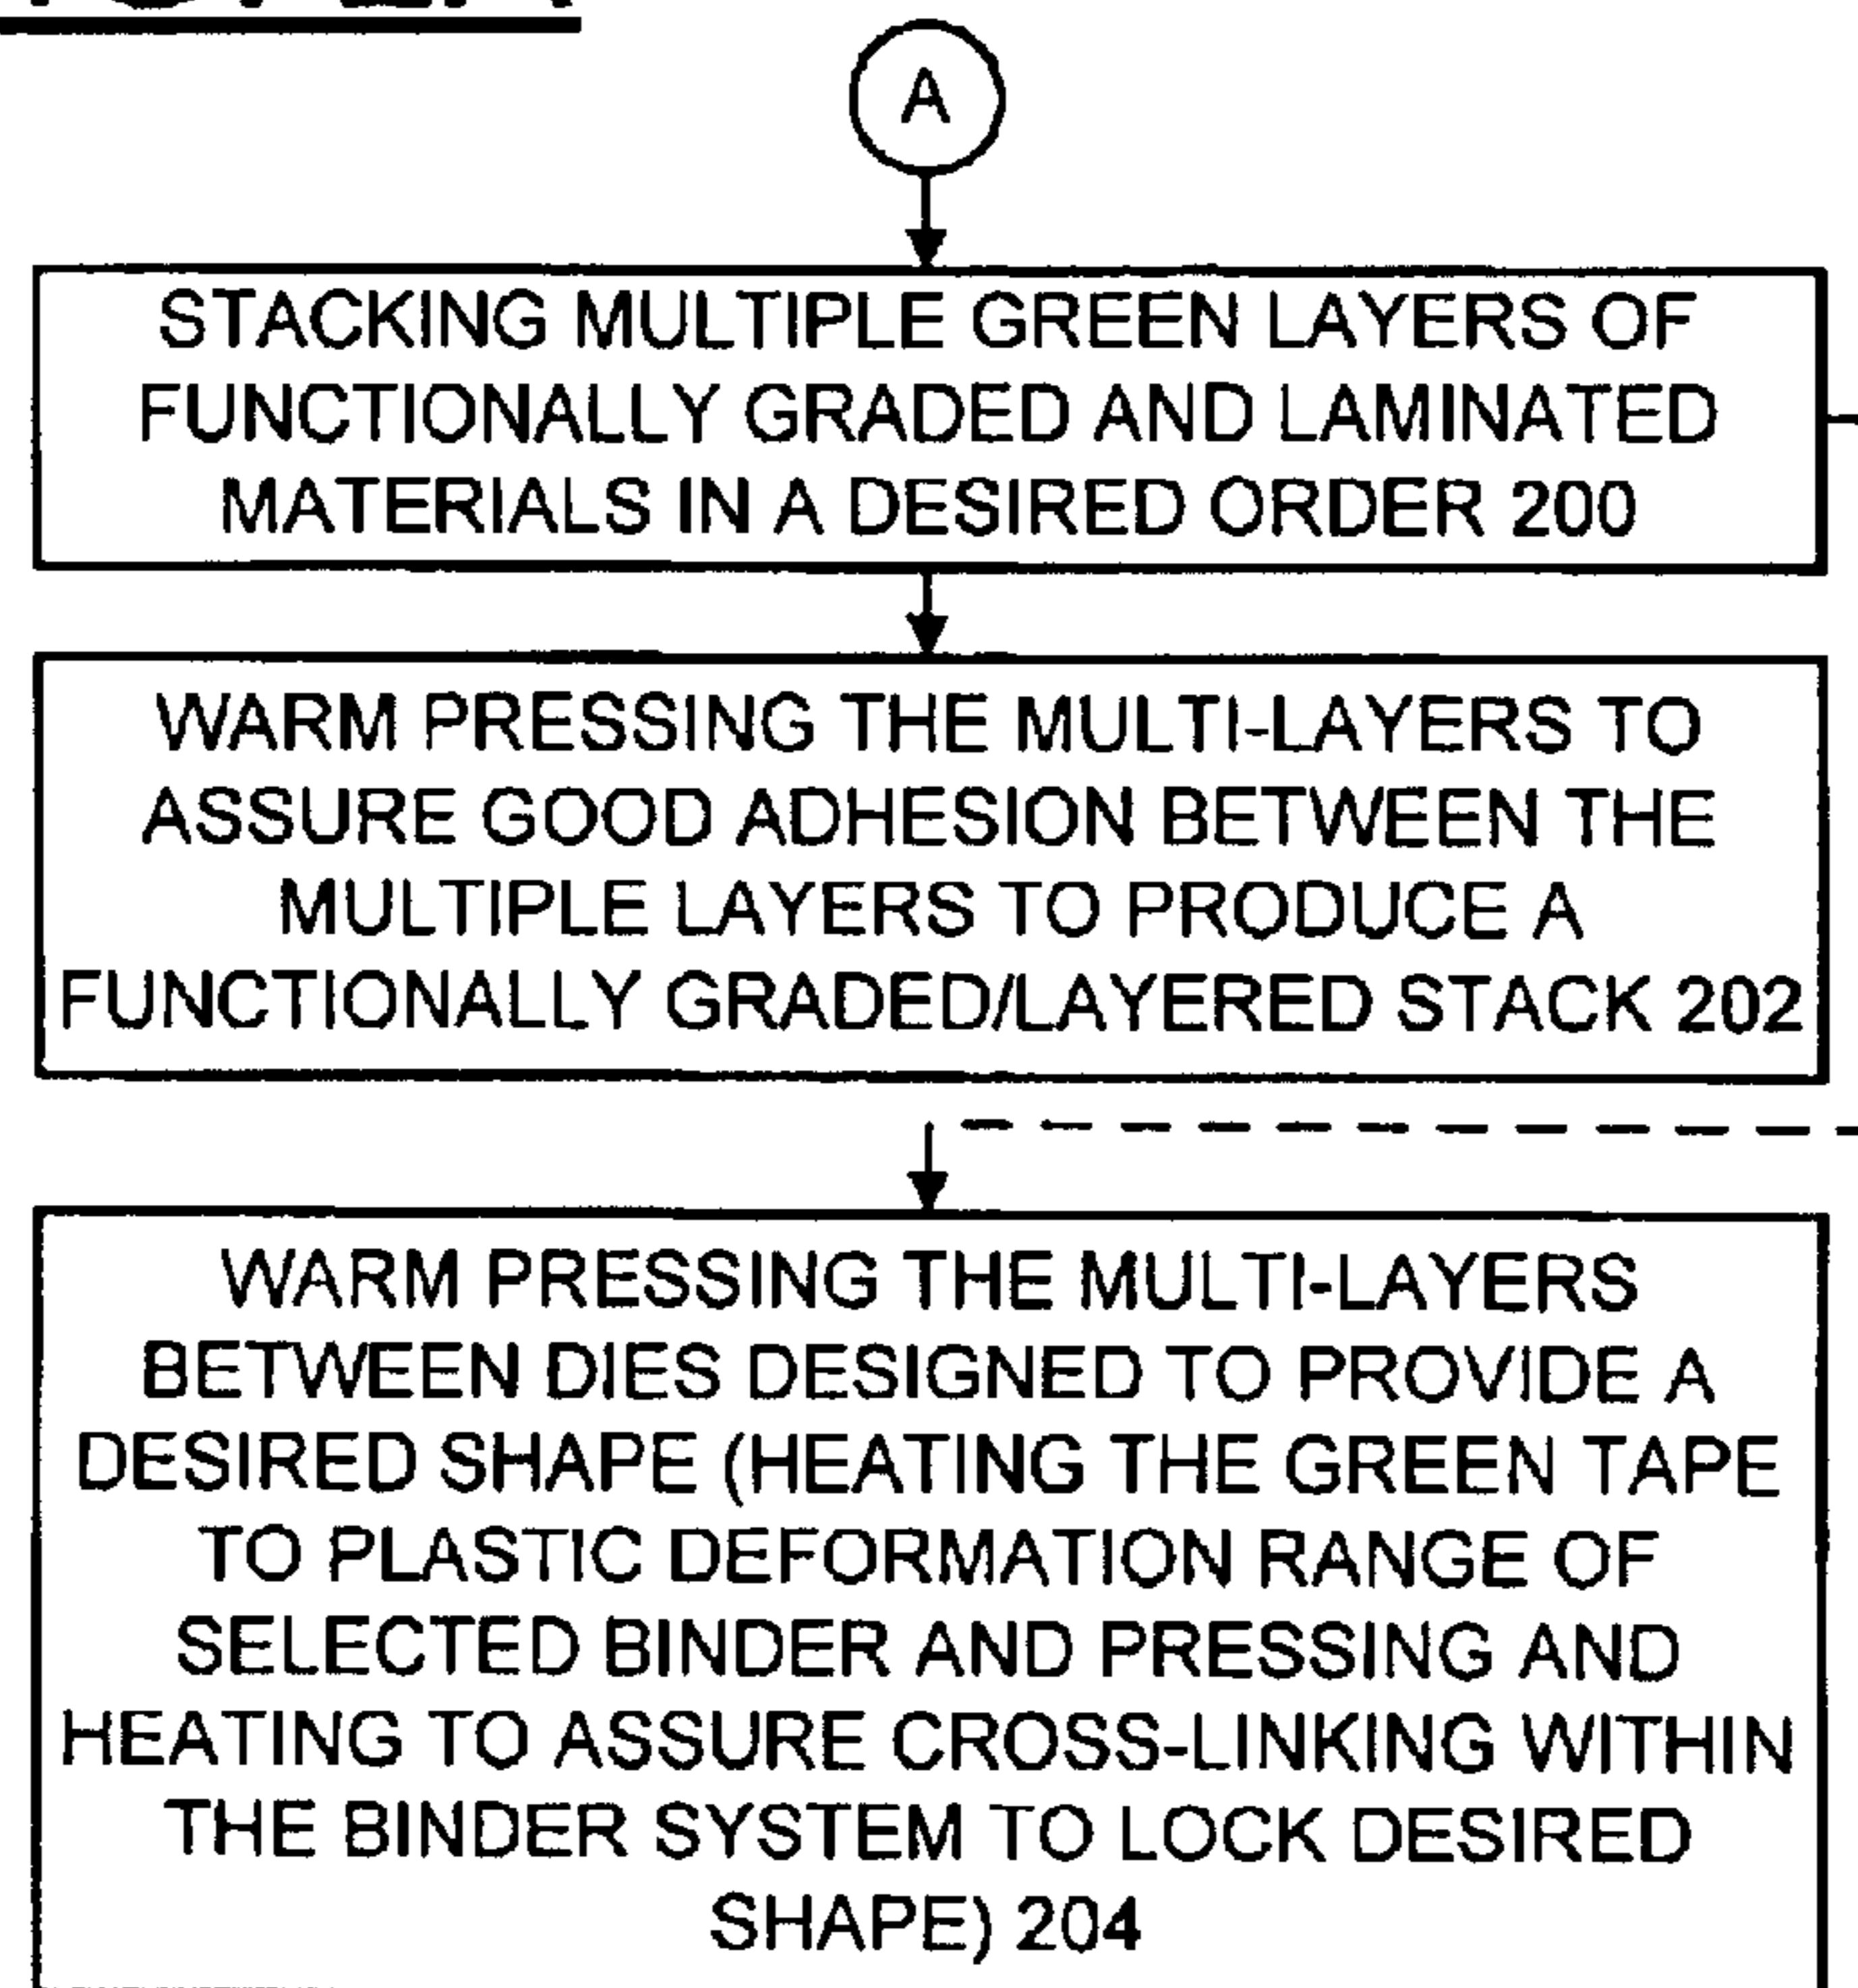 A
STACKING MULTIPLE GREEN LAYERS OF
FUNCTIONALLY GRADED AND LAMINATED
MATERIALS IN A DESIRED ORDER 200
WARM PRESSING THE MULTI-LAYERS TO
ASSURE GOOD ADHESION BETWEEN THE
MULTIPLE LAYERS TO PRODUCE A
FUNCTIONALLY GRADED/LAYERED STACK 202
WARM PRESSING THE MULTI-LAYERS
BETWEEN DIES DESIGNED TO PROVIDE A
DESIRED SHAPE (HEATING THE GREEN TAPE
TO PLASTIC DEFORMATION RANGE OF
SELECTED BINDER AND PRESSING AND
HEATING TO ASSURE CROSS-LINKING WITHIN
THE BINDER SYSTEM TO LOCK DESIRED
SHAPE) 204